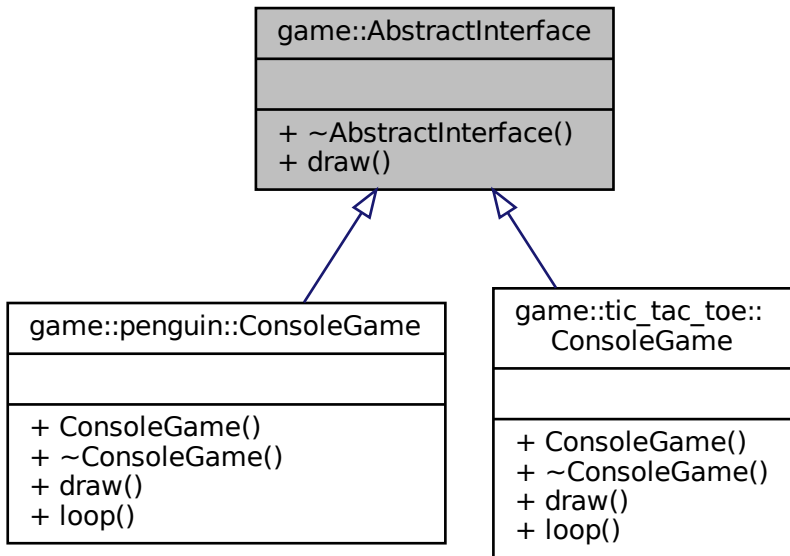 game::AbstractInterface
+ ~AbstractInterface()
+ draw()
game::penguin::ConsoleGame
+ ConsoleGame()
+ ~ConsoleGame()
+ draw()
+ loop()
game::tic_tac_toe::
ConsoleGame
+ ConsoleGame()
+ ~ConsoleGame()
+ draw()
+ loop()